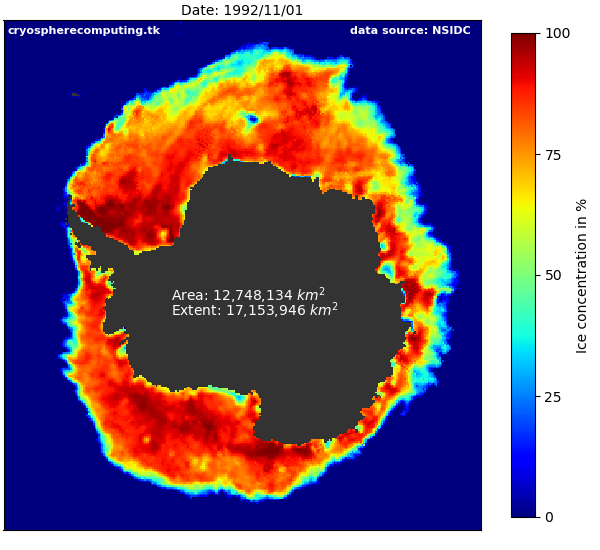 Date: 1992/11/01
cryospherecomputing.tk
data source: NSIDC
100
75
50
25
0
Ice concentration in %
Area: 12,748,134 km²
Extent: 17,153,946 km²